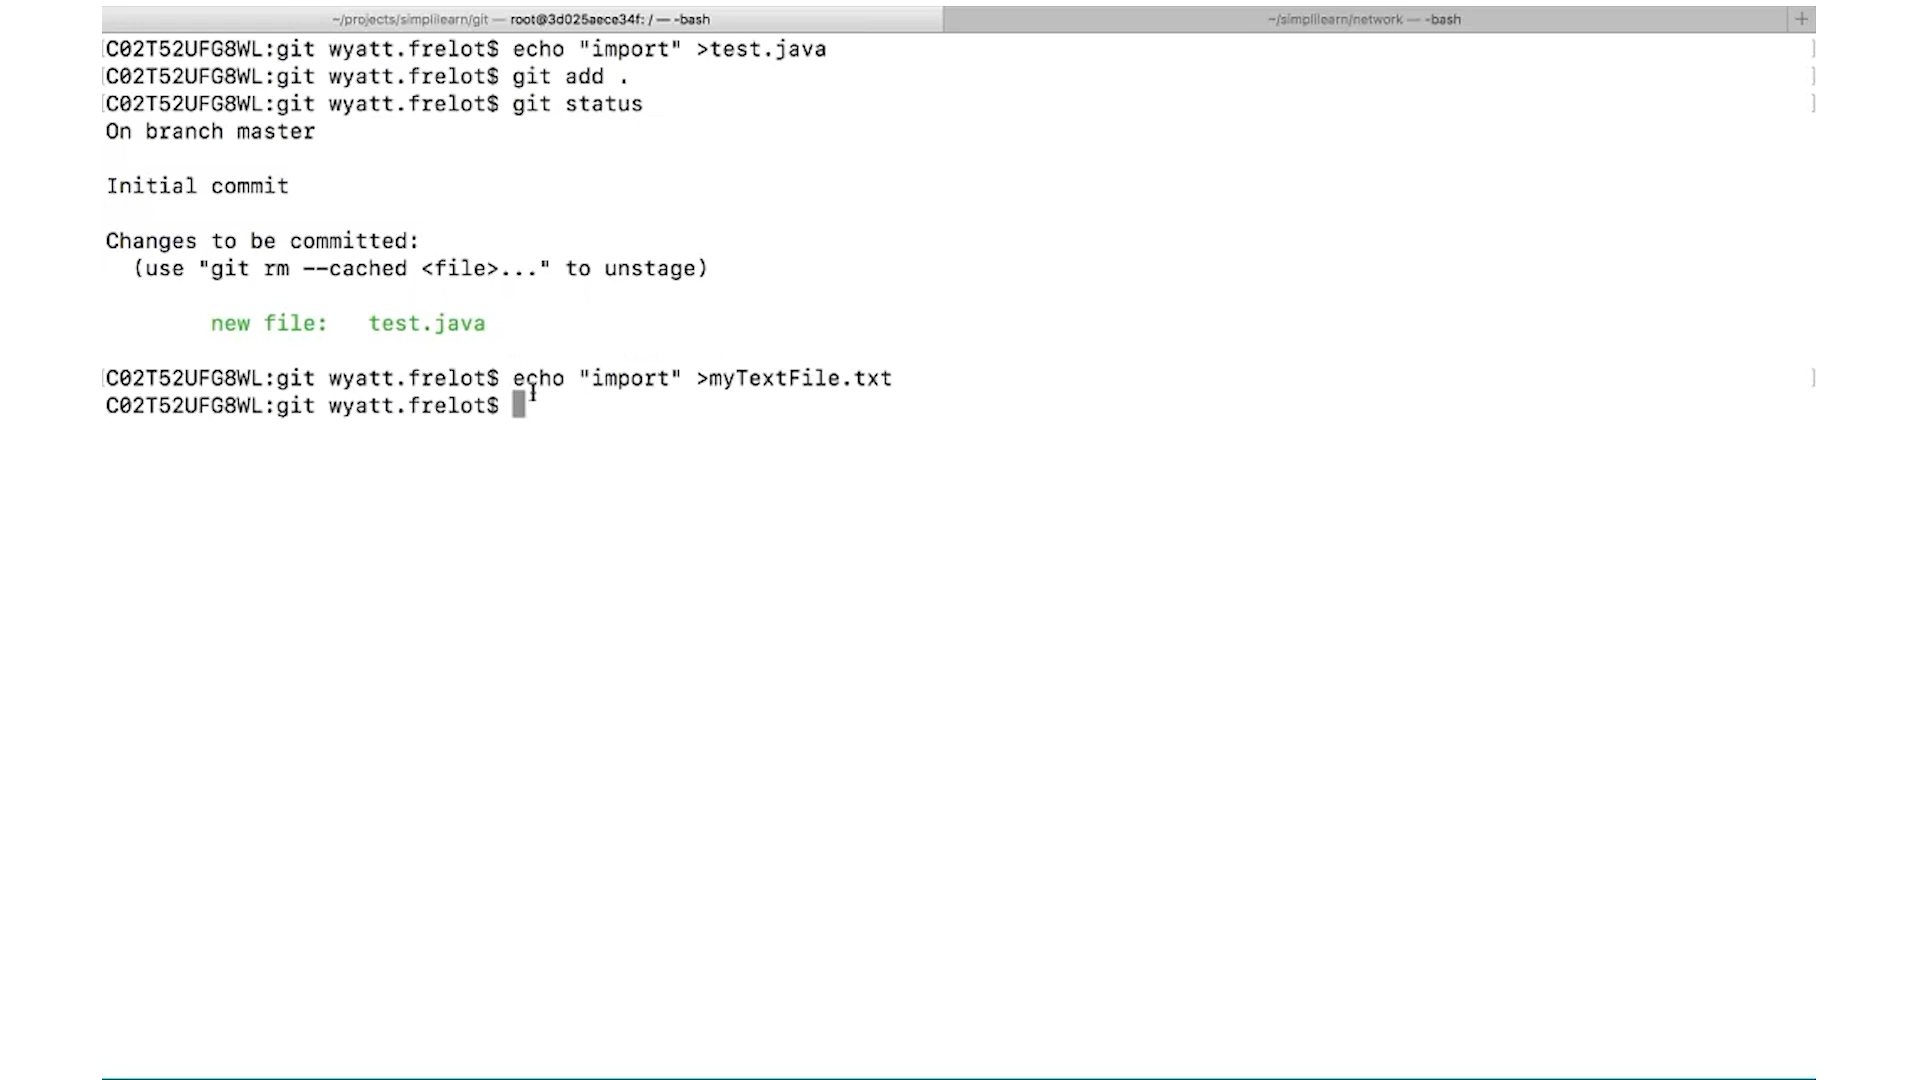 ~/projects/simplilearn/git — root@3d025aece34f: / — -bash
~/simplilearn/network — -bash
+
C02T52UFG8WL:git wyatt.frelot$ echo "import" >test.java
C02T52UFG8WL:git wyatt.frelot$ git add .
C02T52UFG8WL:git wyatt.frelot$ git status
On branch master
Initial commit
Changes to be committed:
(use "git rm --cached <file>..." to unstage)
new file: test.java
C02T52UFG8WL:git wyatt.frelot$ echo "import" >myTextFile.txt
C02T52UFG8WL:git wyatt.frelot$